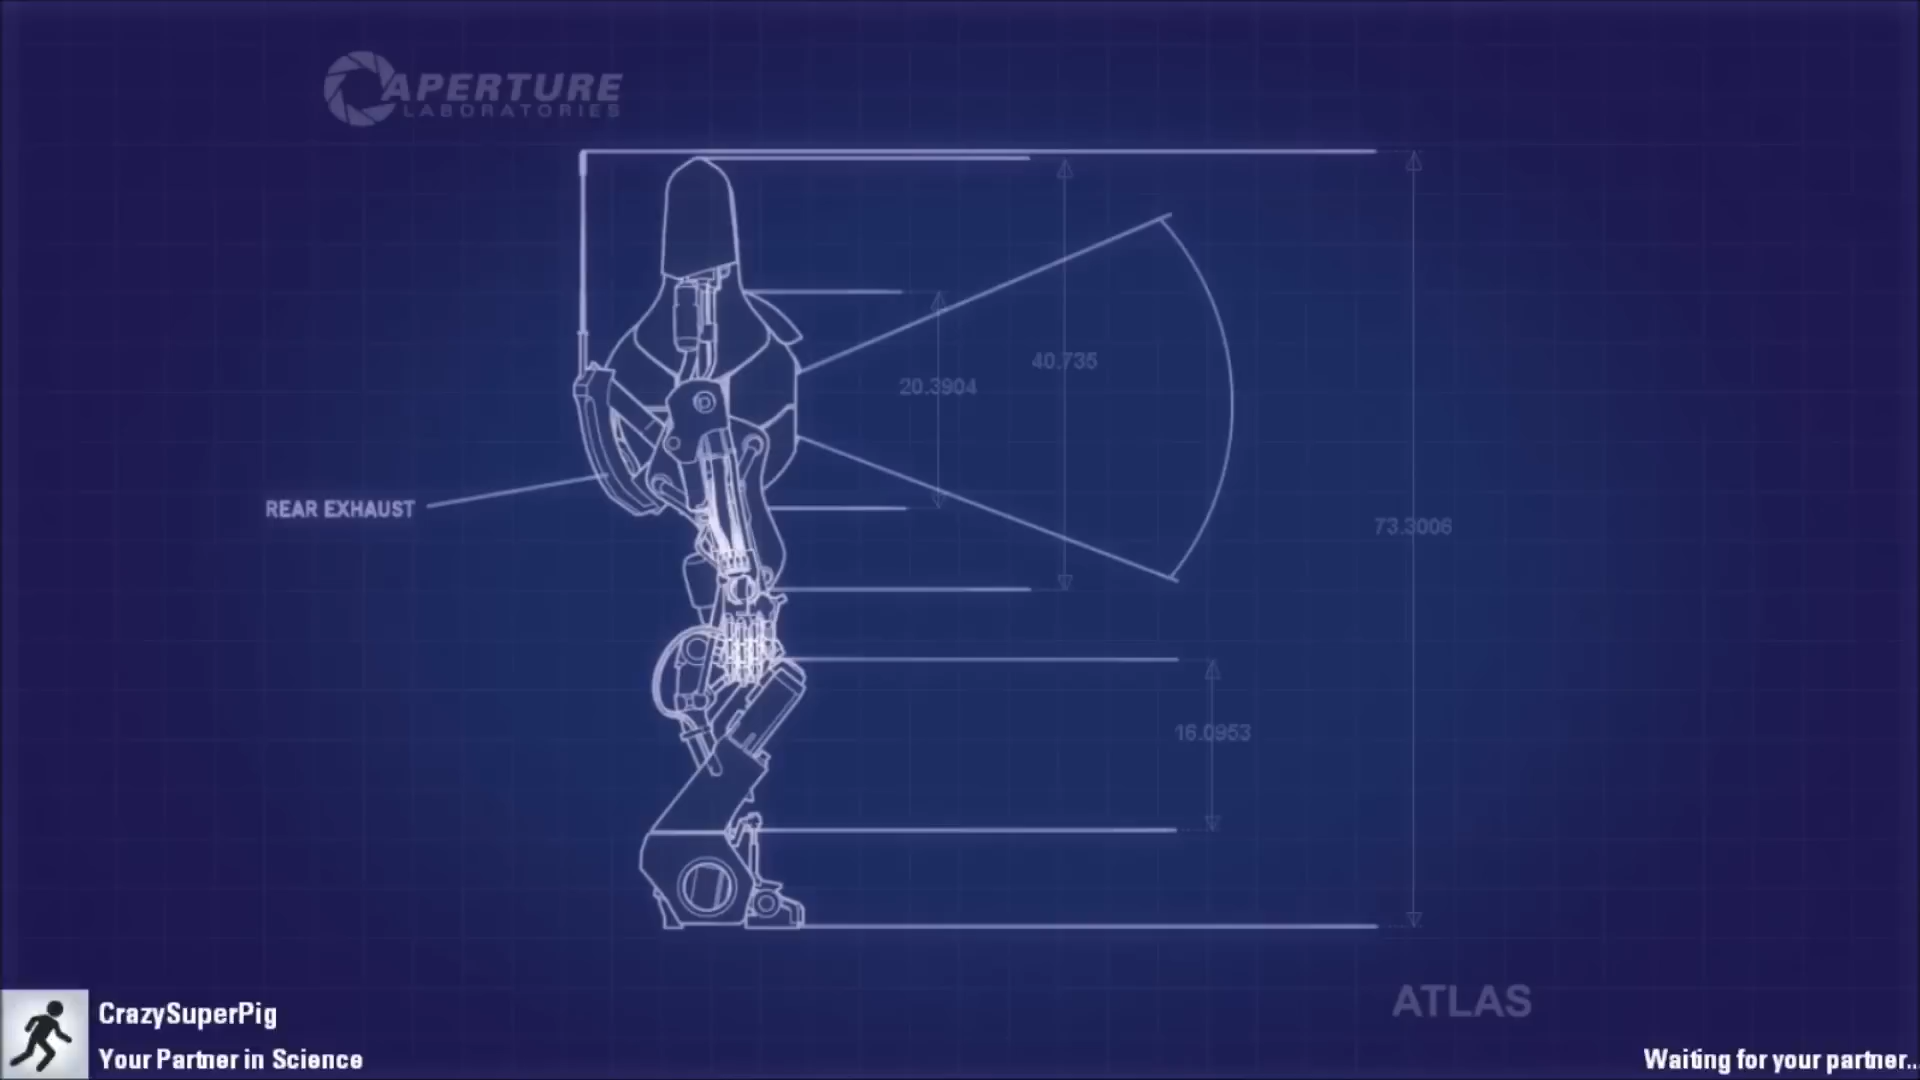 APERTURE
LABORATORIES
40.735
20.3904
REAR EXHAUST
73.3006
16.0953
ATLAS
CrazySuperPig
Your Partner in Science
Waiting for your partner..